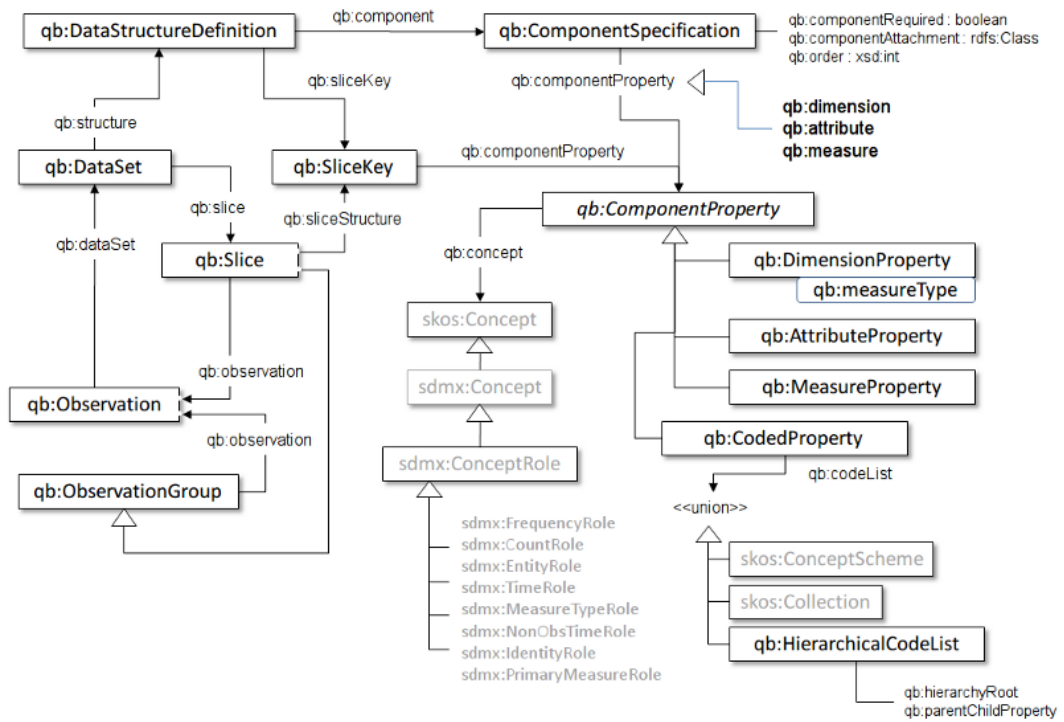 qb:DataStructureDefinition
qb:component
qb:ComponentSpecification
qb:componentRequired : boolean
qb:componentAttachment : rdfs:Class
qb:order : xsd:int
qb:sliceKey
qb:componentProperty
qb:dimension
qb:attribute
qb:measure
qb:structure
qb:DataSet
qb:SliceKey
qb:componentProperty
qb:slice
qb:sliceStructure
qb:ComponentProperty
qb:dataSet
qb:Slice
qb:concept
qb:DimensionProperty
qb:measureType
skos:Concept
qb:AttributeProperty
qb:observation
sdmx:Concept
qb:MeasureProperty
qb:Observation
qb:observation
qb:CodedProperty
sdmx:ConceptRole
qb:codeList
qb:ObservationGroup
<<union>>
sdmx:FrequencyRole
sdmx:CountRole
sdmx:EntityRole
sdmx:TimeRole
sdmx:MeasureTypeRole
sdmx:NonObsTimeRole
sdmx:IdentityRole
sdmx:PrimaryMeasureRole
skos:ConceptScheme
skos:Collection
qb:HierarchicalCodeList
qb:hierarchyRoot
qb:parentChildProperty